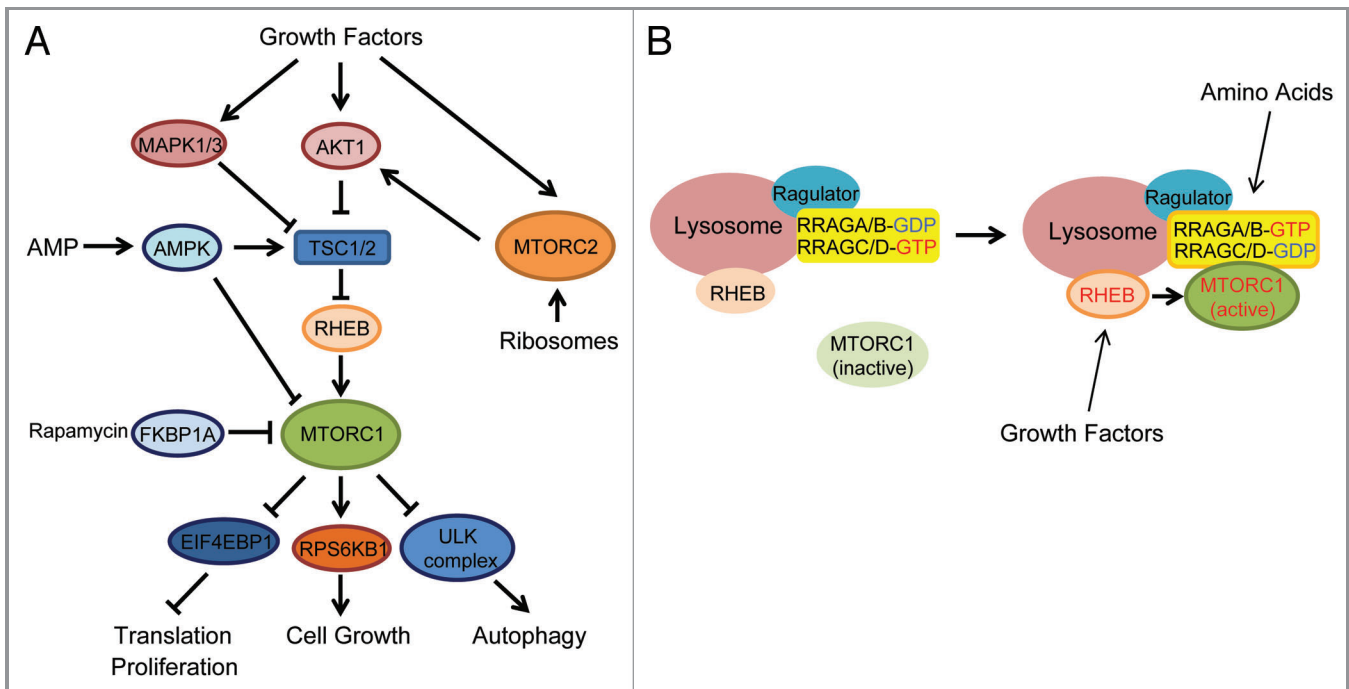 A
Growth Factors
MAPK1/3
AKT1
AMP
AMPK
TSC1/2
MTORC2
RHEB
Ribosomes
Rapamycin
FKBP1A
MTORC1
EIF4EBP1
RPS6KB1
ULK
complex
Translation
Proliferation
Cell Growth
Autophagy
B
Lysosome
Ragulator
RRAGA/B-GDP
RRAGC/D-GTP
RHEB
MTORC1
(inactive)
Amino Acids
Lysosome
Ragulator
RRAGA/B-GTP
RRAGC/D-GDP
RHEB
MTORC1
(active)
Growth Factors